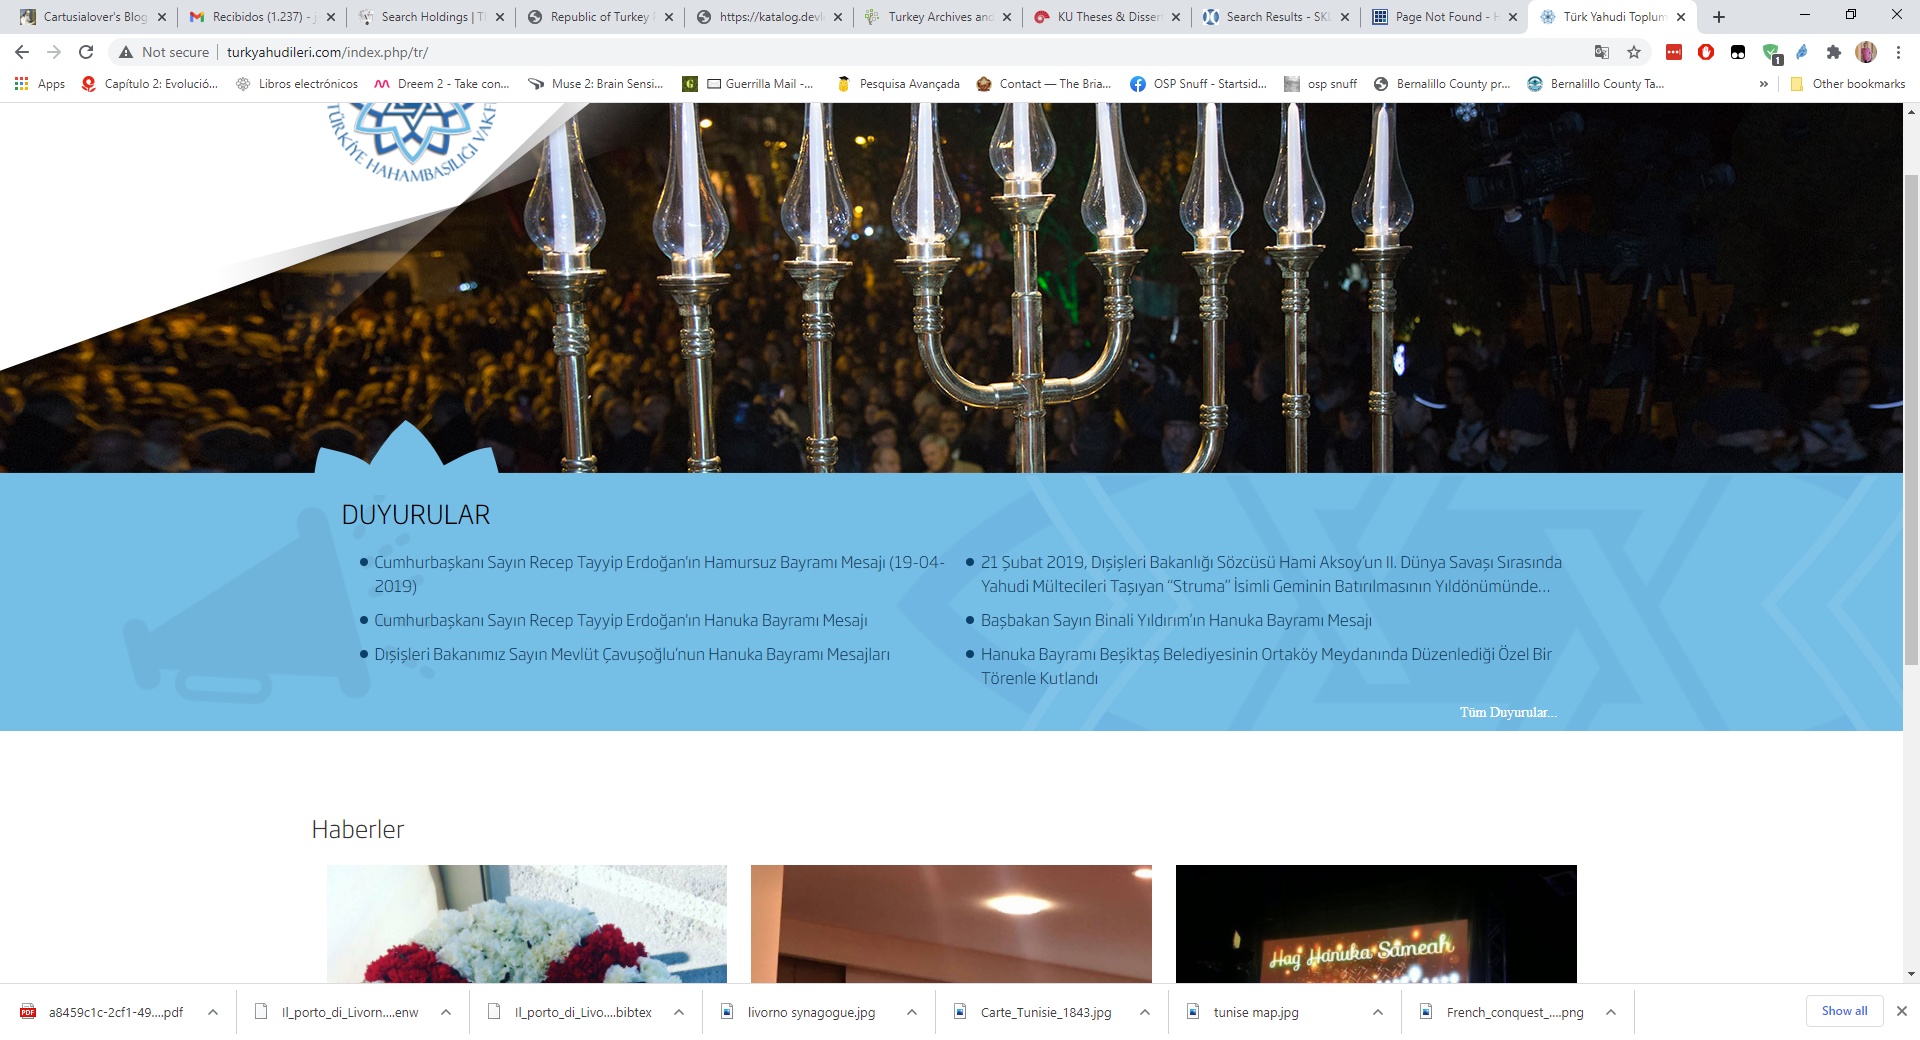 Cartusialover's Blog
Recibidos (1.237) - j
Search Holdings | Th
Republic of Turkey
https://katalog.devl
Turkey Archives and
KU Theses & Dissert
Search Results - SKL
Page Not Found - H
Türk Yahudi Toplum
Not secure
turkyahudileri.com/index.php/tr/
1
Apps
Capítulo 2: Evolució...
Libros electrónicos
Dreem 2 - Take con...
Muse 2: Brain Sensi...
G
Guerrilla Mail -...
Pesquisa Avançada
Contact — The Bria...
OSP Snuff - Startsid...
osp snuff
Bernalillo County pr...
Bernalillo County Ta...
»
Other bookmarks
TÜRKİYE HAHAMBAŞILIĞI VAKFI
DUYURULAR
Cumhurbaşkanı Sayın Recep Tayyip Erdoğan'ın Hamursuz Bayramı Mesajı (19-04-
2019)
Cumhurbaşkanı Sayın Recep Tayyip Erdoğan'ın Hanuka Bayramı Mesajı
Dışişleri Bakanımız Sayın Mevlüt Çavuşoğlu'nun Hanuka Bayramı Mesajları
21 Şubat 2019, Dışişleri Bakanlığı Sözcüsü Hami Aksoy'un II. Dünya Savaşı Sırasında
Yahudi Mültecileri Taşıyan “Struma” İsimli Geminin Batırılmasının Yıldönümünde...
Başbakan Sayın Binali Yıldırım'ın Hanuka Bayramı Mesajı
Hanuka Bayramı Beşiktaş Belediyesinin Ortaköy Meydanında Düzenlediği Özel Bir
Törenle Kutlandı
Tüm Duyurular...
Haberler
Hag Hanuka Sameah
PDF
a8459c1c-2cf1-49....pdf
Il_porto_di_Livorn....enw
Il_porto_di_Livo....bibtex
livorno synagogue.jpg
Carte_Tunisie_1843.jpg
tunise map.jpg
French_conquest_....png
Show all